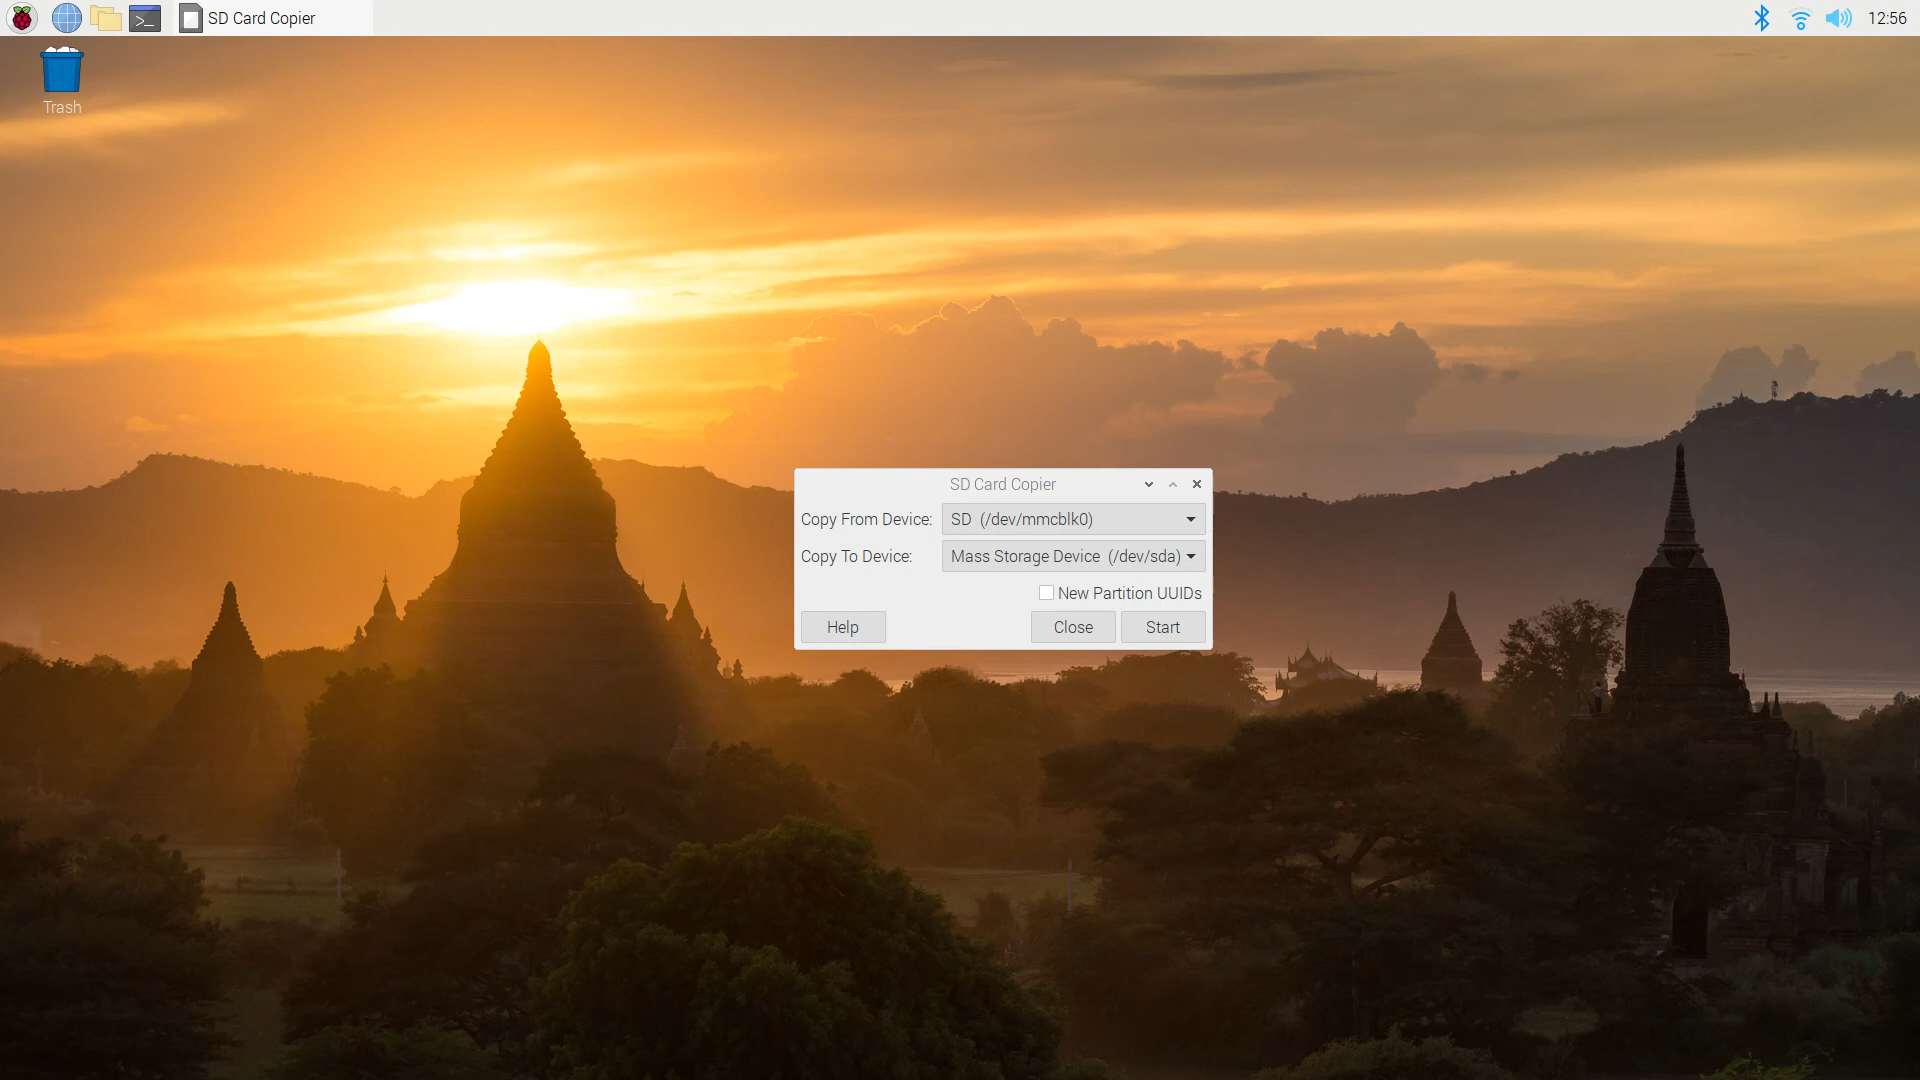 SD Card Copier
12:56
Trash
SD Card Copier
Copy From Device: SD (/dev/mmcblk0)
Copy To Device: Mass Storage Device (/dev/sda)
New Partition UUIDs
Help Close Start